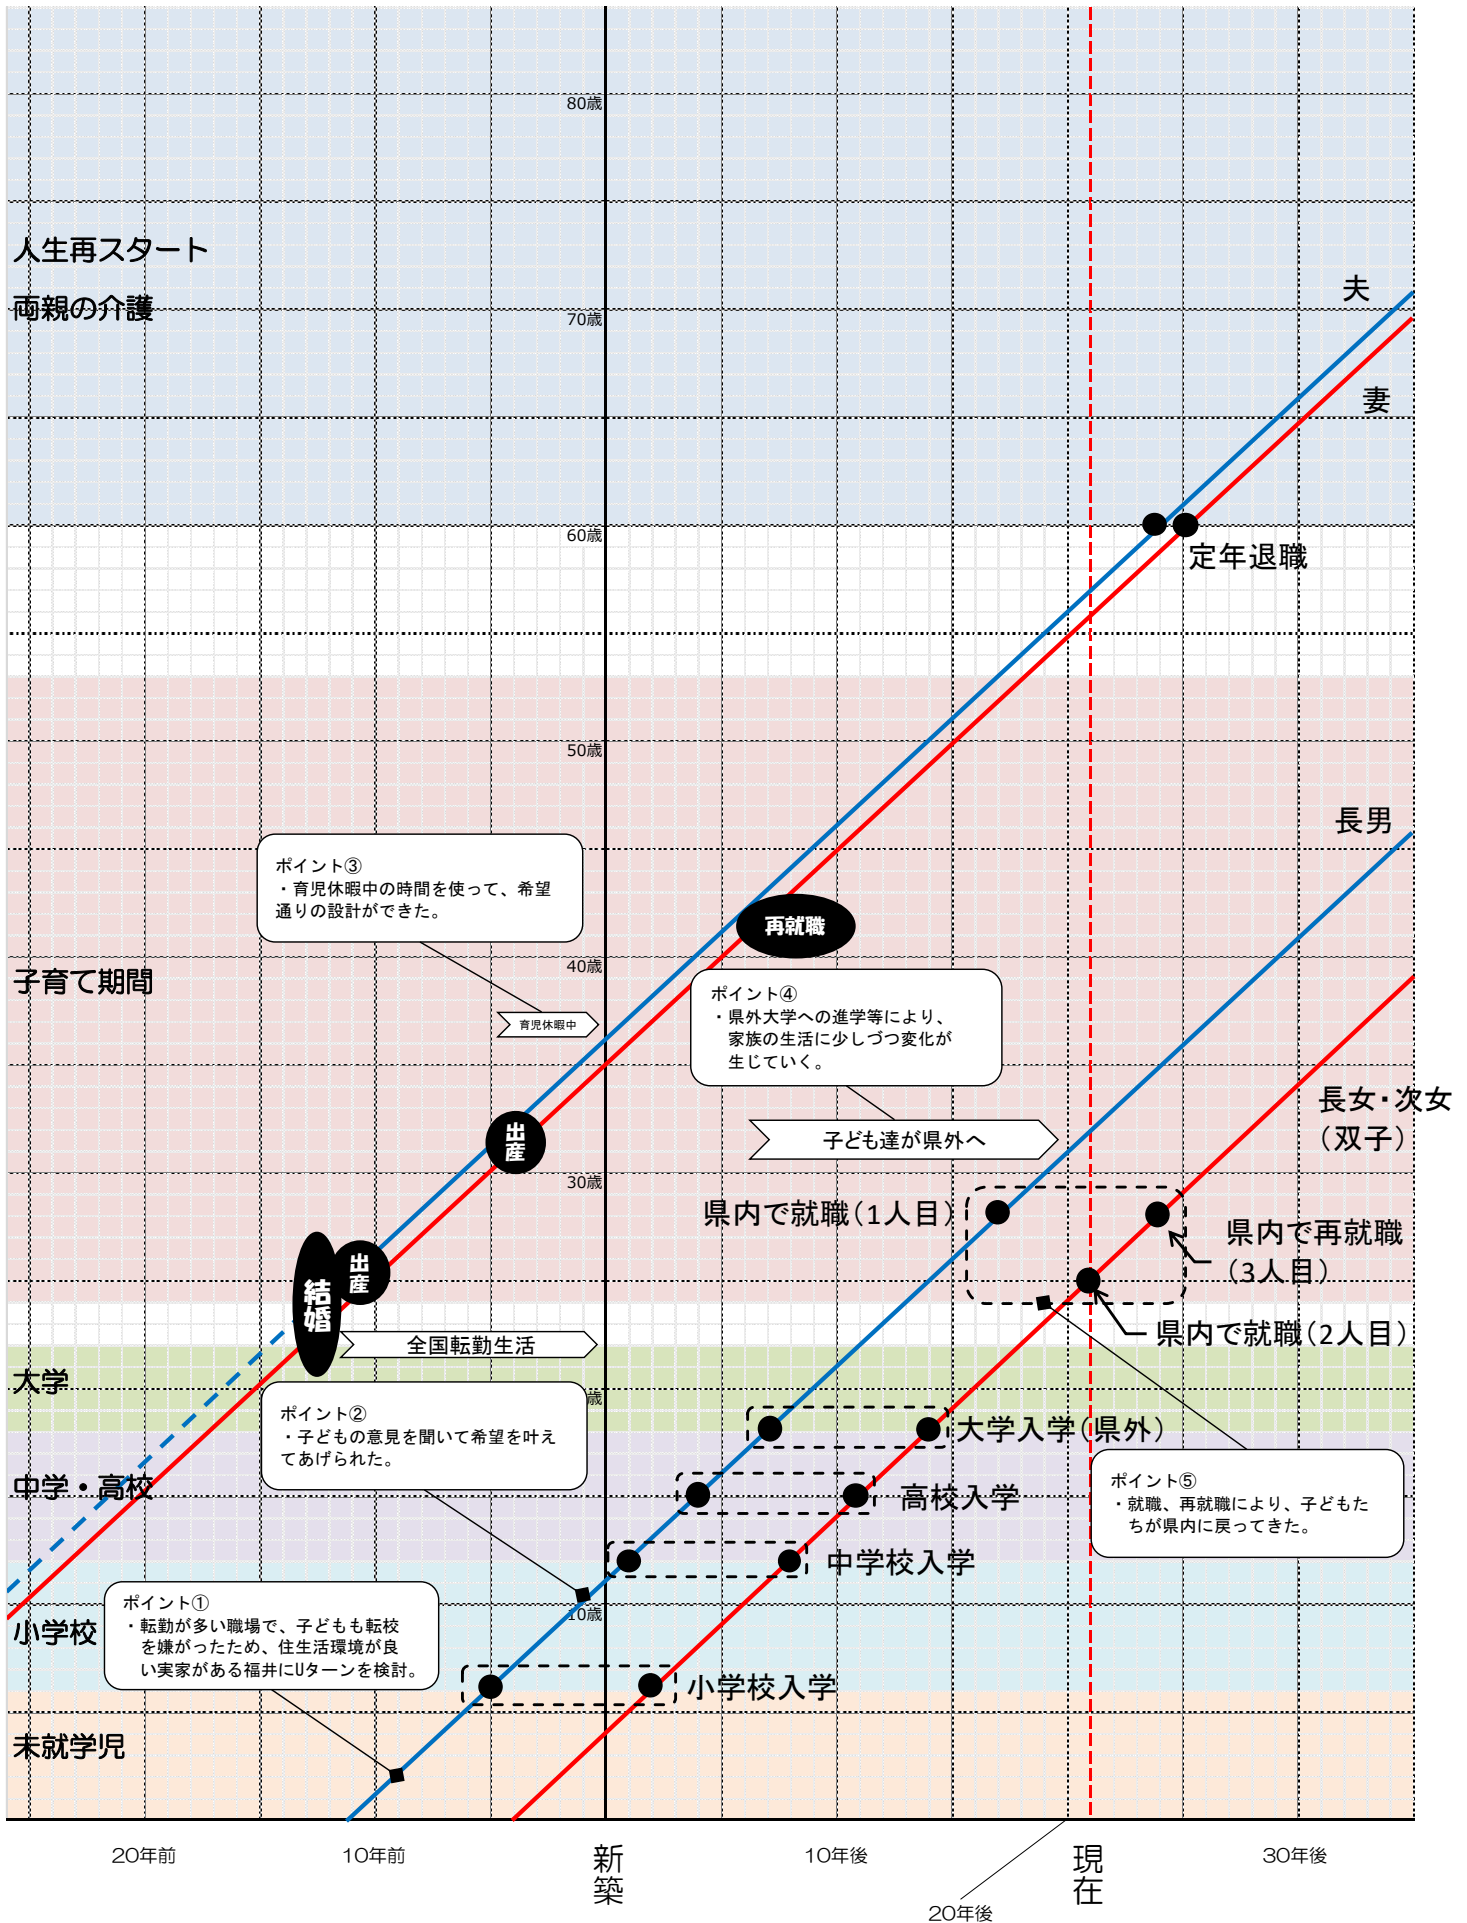 80歳
人生再スタート
夫
両親の介護
70歳
妻
60歳
定年退職
50歳
長男
ポイント③
・育児休暇中の時間を使って、希望
通りの設計ができた。
再就職
40歳
子育て期間
ポイント④
・県外大学への進学等により、
家族の生活に少しづつ変化が
生じていく。
育児休暇中
長女・次女
（双子）
出産
子ども達が県外へ
30歳
県内で就職（1人目）
県内で再就職
（3人目）
出産
結婚
県内で就職（2人目）
全国転勤生活
大学
歳
ポイント②
・子どもの意見を聞いて希望を叶え
てあげられた。
大学入学（県外）
中学・高校
高校入学
ポイント⑤
・就職、再就職により、子どもた
ちが県内に戻ってきた。
中学校入学
10歳
ポイント①
・転勤が多い職場で、子どもも転校
を嫌がったため、住生活環境が良
い実家がある福井にUターンを検討。
小学校
小学校入学
未就学児
20年前
10年前
新築
10年後
現在
30年後
20年後